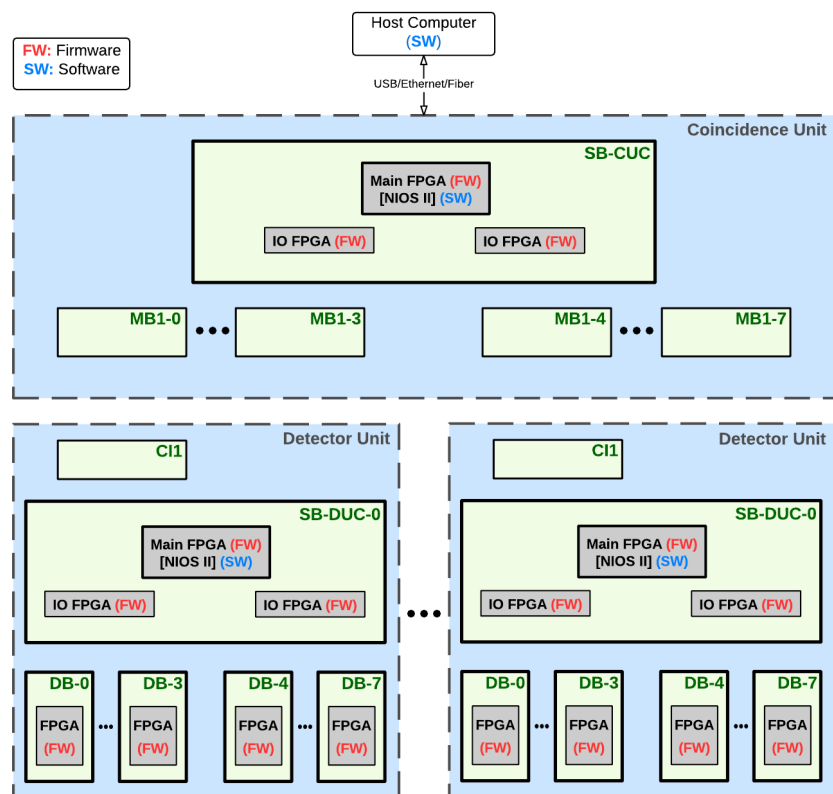 Host Computer
(SW)
FW: Firmware
SW: Software
USB/Ethernet/Fiber
Coincidence Unit
SB-CUC
Main FPGA (FW)
[NIOS II] (SW)
IO FPGA (FW)
IO FPGA (FW)
MB1-0
MB1-3
MB1-4
MB1-7
Detector Unit
CI1
SB-DUC-0
Main FPGA (FW)
[NIOS II] (SW)
IO FPGA (FW)
IO FPGA (FW)
DB-0
FPGA
(FW)
DB-3
FPGA
(FW)
DB-4
FPGA
(FW)
DB-7
FPGA
(FW)
Detector Unit
CI1
SB-DUC-0
Main FPGA (FW)
[NIOS II] (SW)
IO FPGA (FW)
IO FPGA (FW)
DB-0
FPGA
(FW)
DB-3
FPGA
(FW)
DB-4
FPGA
(FW)
DB-7
FPGA
(FW)